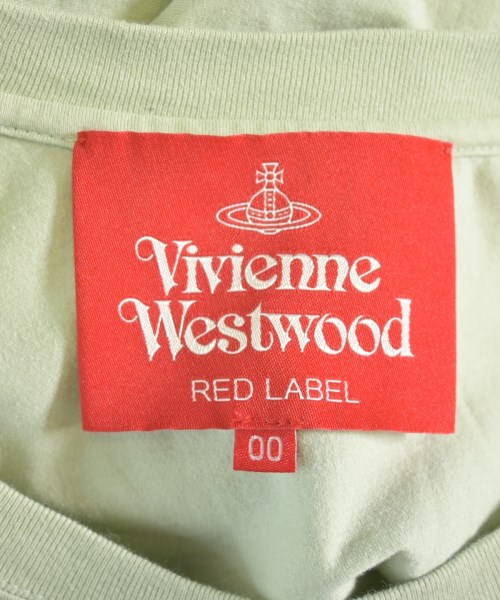 Vivienne
Westwood
RED LABEL
00